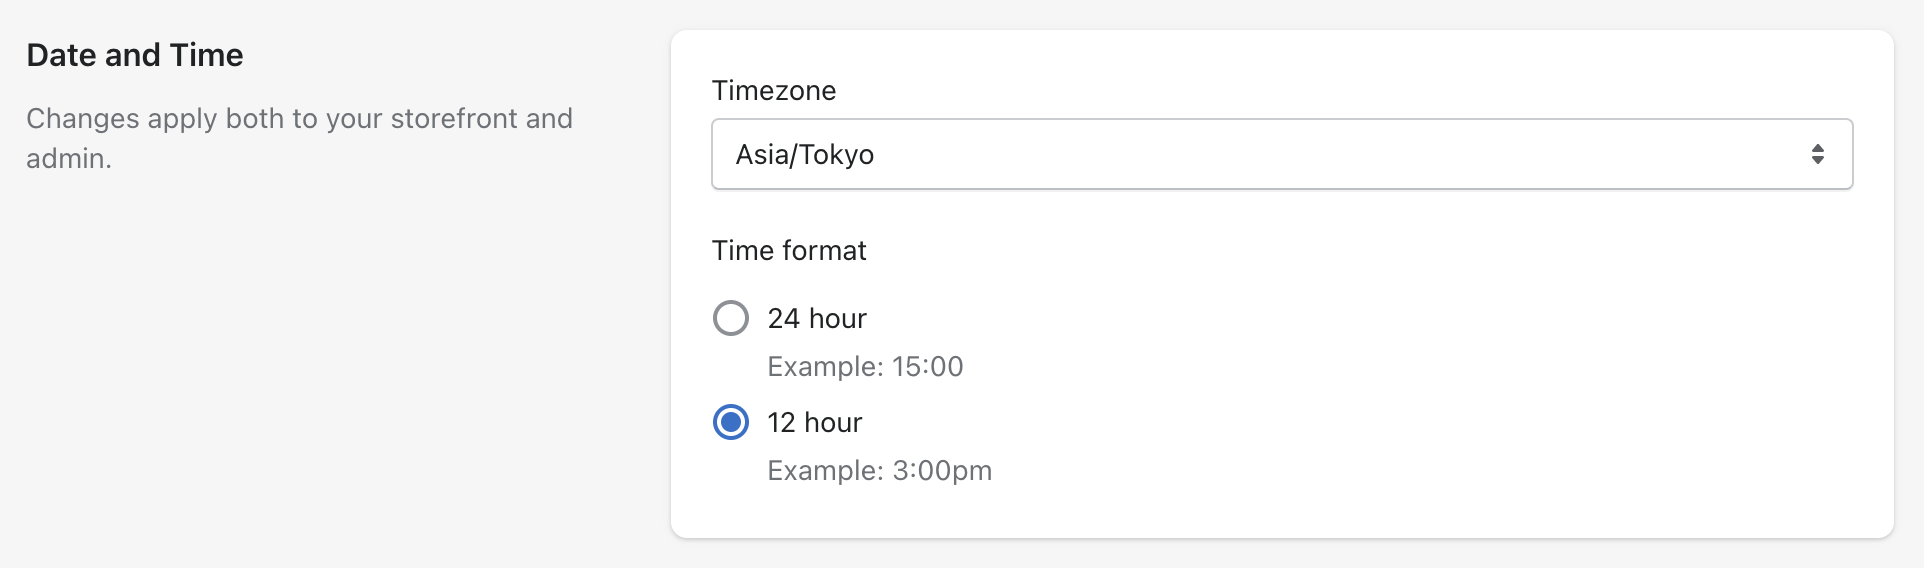 Date and Time
Changes apply both to your storefront and
admin.
Timezone
Asia/Tokyo
Time format
24 hour
Example: 15:00
12 hour
Example: 3:00pm